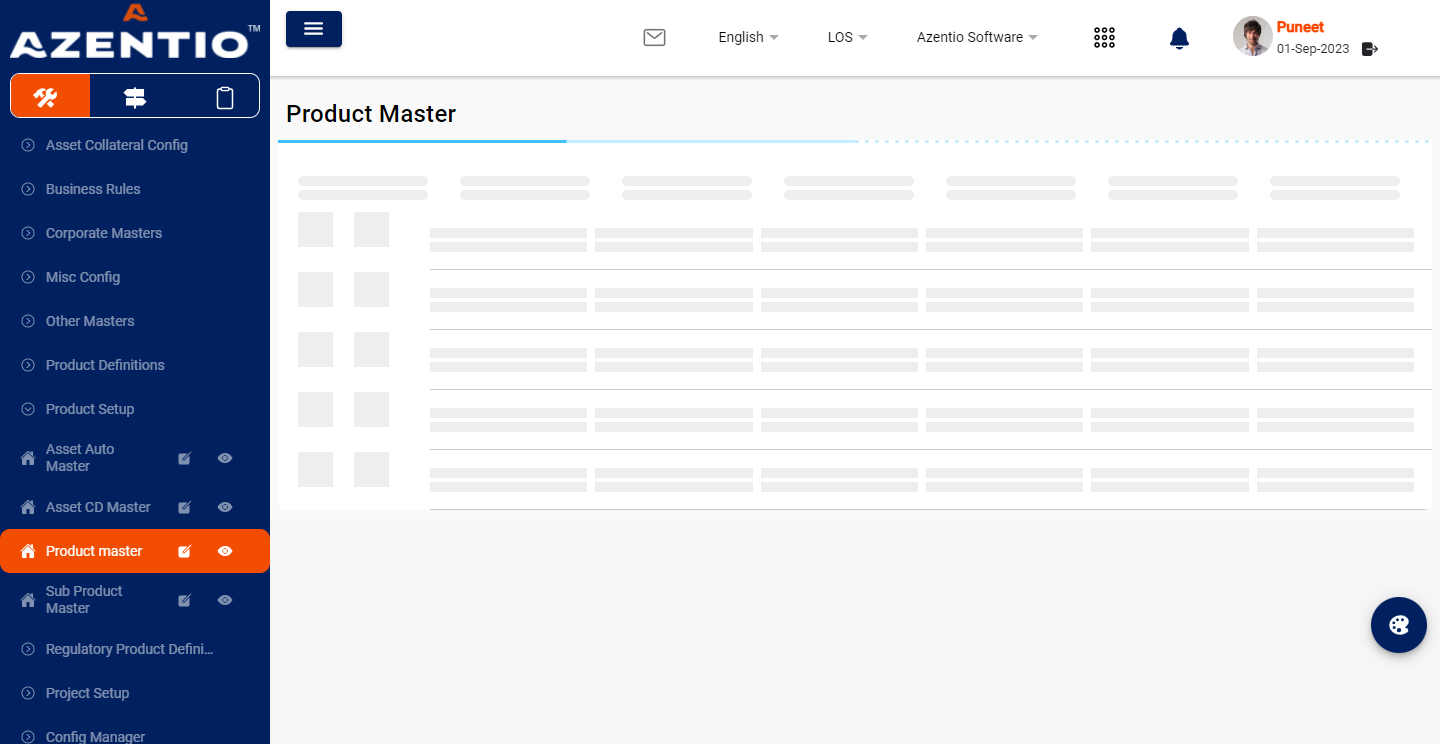 AZENTIO™
English
LOS
Azentio Software
Puneet
01-Sep-2023
Product Master
Asset Collateral Config
Business Rules
Corporate Masters
Misc Config
Other Masters
Product Definitions
Product Setup
Asset Auto
Master
Asset CD Master
Product master
Sub Product
Master
Regulatory Product Defini...
Project Setup
Config Manager